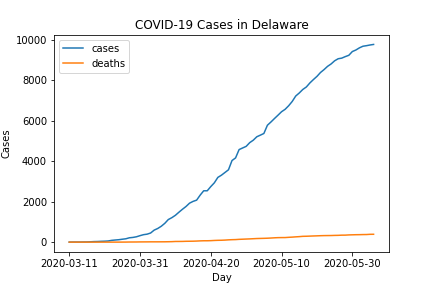 COVID-19 Cases in Delaware
10000
cases
deaths
8000
6000
Cases
4000
2000
0
2020-03-11 2020-03-31 2020-04-20 2020-05-10 2020-05-30
Day